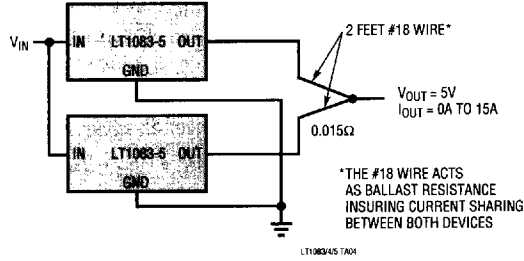 2 FEET #18 WIRE*
V_IN
IN LT1083-5 OUT
GND
V_OUT = 5V
I_OUT = 0A TO 15A
0.015Ω
IN LT1083-5 OUT
GND
*THE #18 WIRE ACTS
AS BALLAST RESISTANCE
INSURING CURRENT SHARING
BETWEEN BOTH DEVICES
LT1083/4/5 TA04